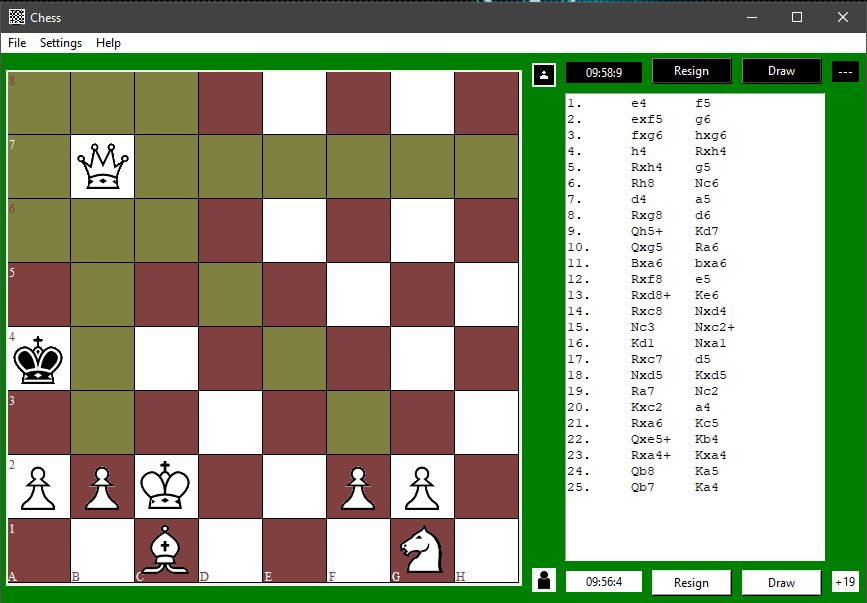 Chess
File Settings Help
09:58:9 Resign Draw ---
8
7
6
5
4
3
2
1
A B C D E F G H
1. e4 f5
2. exf5 g6
3. fxg6 hxg6
4. h4 Rxh4
5. Rxh4 g5
6. Rh8 Nc6
7. d4 a5
8. Rxg8 d6
9. Qh5+ Kd7
10. Qxg5 Ra6
11. Bxa6 bxa6
12. Rxf8 e5
13. Rxd8+ Ke6
14. Rxc8 Nxd4
15. Nc3 Nxc2+
16. Kd1 Nxa1
17. Rxc7 d5
18. Nxd5 Kxd5
19. Ra7 Nc2
20. Kxc2 a4
21. Rxa6 Kc5
22. Qxe5+ Kb4
23. Rxa4+ Kxa4
24. Qb8 Ka5
25. Qb7 Ka4
09:56:4 Resign Draw +19